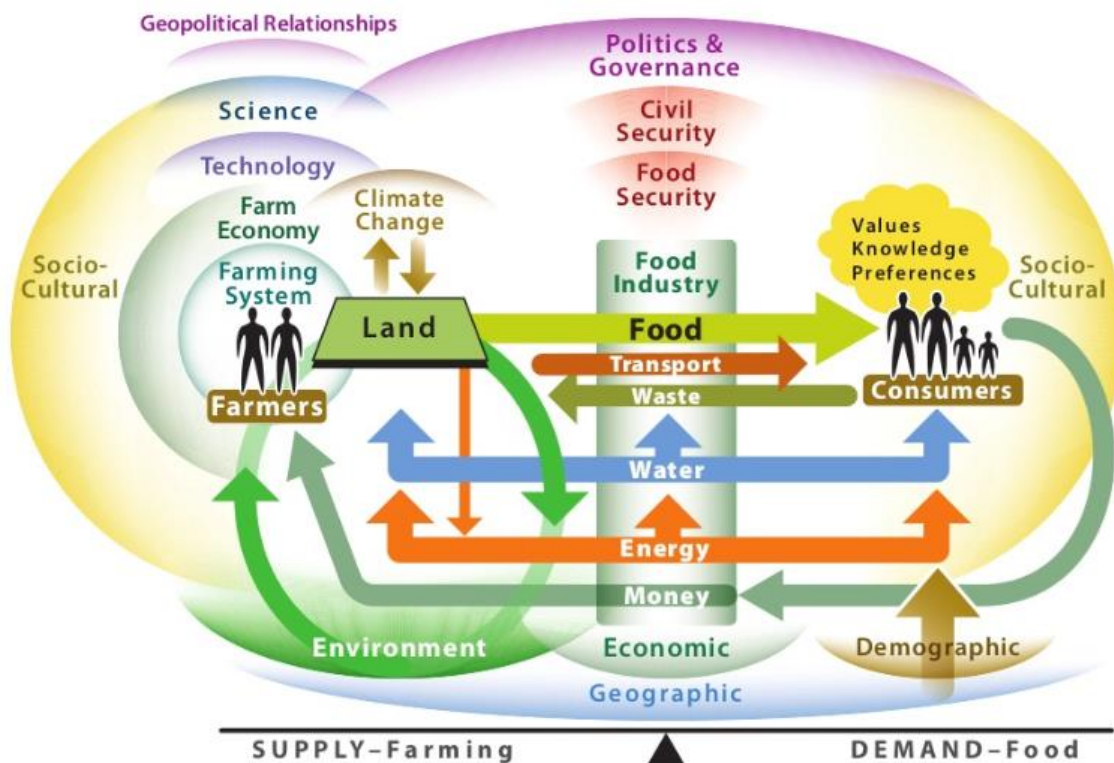 Geopolitical Relationships
Politics &
Governance
Science
Civil
Security
Technology
Food
Security
Climate
Change
Farm
Economy
Values
Knowledge
Preferences
Socio-
Cultural
Farming
System
Food
Industry
Socio-
Cultural
Land
Food
Transport
Farmers
Waste
Consumers
Water
Energy
Money
Environment
Economic
Demographic
Geographic
SUPPLY–Farming
DEMAND–Food